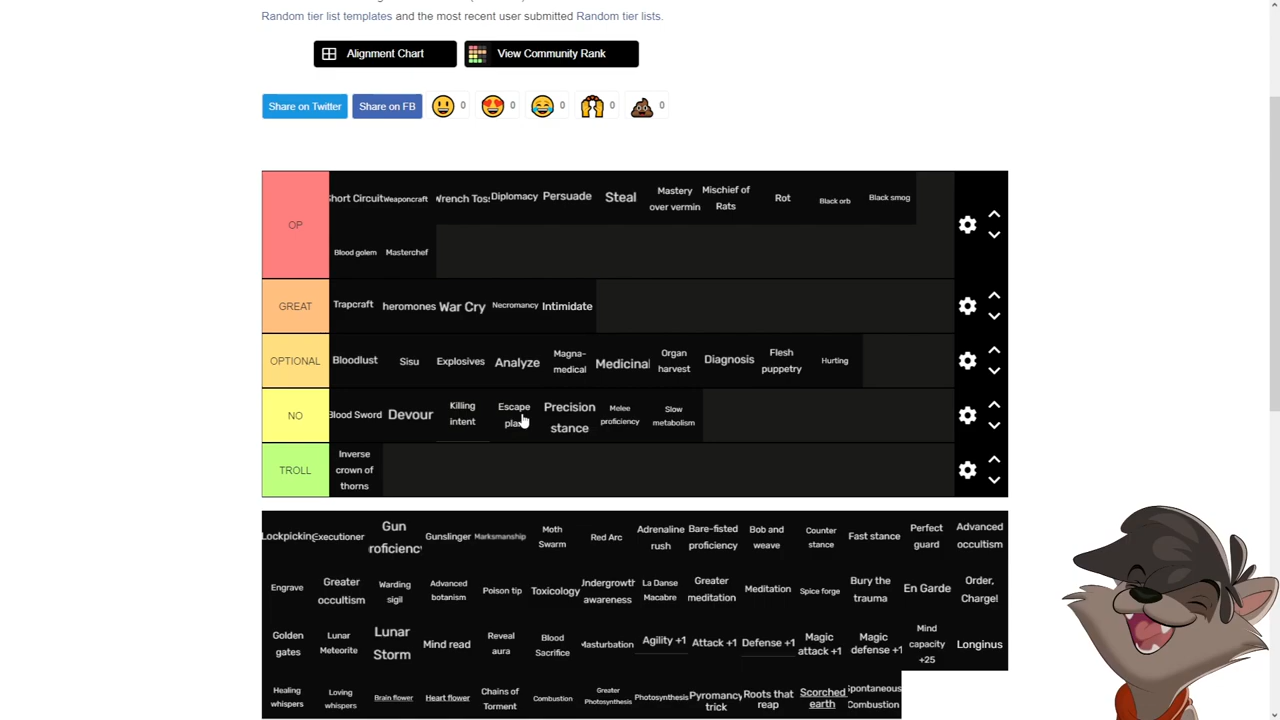 Random tier list templates and the most recent user submitted Random tier lists.
Alignment Chart
View Community Rank
Share on Twitter
Share on FB
0
0
0
0
0
OP
Short Circuit
Weaponcraft
Wrench Toss
Diplomacy
Persuade
Steal
Mastery
over vermin
Mischief of
Rats
Rot
Black orb
Black smog
Blood golem
Masterchef
GREAT
Trapcraft
heromones
War Cry
Necromancy
Intimidate
OPTIONAL
Bloodlust
Sisu
Explosives
Analyze
Magna-
medical
Medicinal
Organ
harvest
Diagnosis
Flesh
puppetry
Hurting
NO
Blood Sword
Devour
Killing
intent
Escape
plan
Precision
stance
Melee
proficiency
Slow
metabolism
TROLL
Inverse
crown of
thorns
Lockpicking
Executioner
Gun
proficiency
Gunslinger
Marksmanship
Moth
Swarm
Red Arc
Adrenaline
rush
Bare-fisted
proficiency
Bob and
weave
Counter
stance
Fast stance
Perfect
guard
Advanced
occultism
Engrave
Greater
occultism
Warding
sigil
Advanced
botanism
Poison tip
Toxicology
Undergrowth
awareness
La Danse
Macabre
Greater
meditation
Meditation
Spice forge
Bury the
trauma
En Garde
Order,
Charge!
Golden
gates
Lunar
Meteorite
Lunar
Storm
Mind read
Reveal
aura
Blood
Sacrifice
Masturbation
Agility +1
Attack +1
Defense +1
Magic
attack +1
Magic
defense +1
Mind
capacity
+25
Longinus
Healing
whispers
Loving
whispers
Brain flower
Heart flower
Chains of
Torment
Combustion
Greater
Photosynthesis
Photosynthesis
Pyromancy
trick
Roots that
reap
Scorched
earth
Spontaneous
Combustion